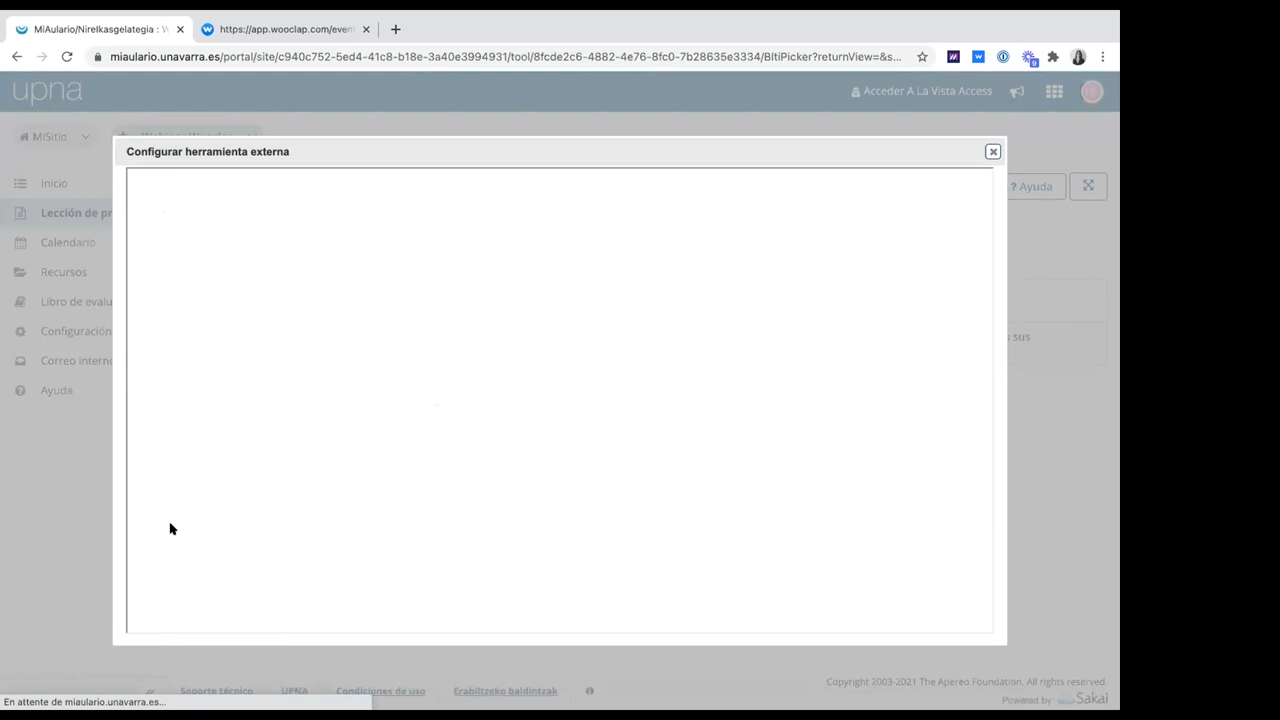 MiAulario/Nirelkasgelategia : W
https://app.wooclap.com/even
miaulario.unavarra.es/portal/site/c940c752-5ed4-41c8-b18e-3a40e3994931/tool/8fcde2c6-4882-4e76-8fc0-7b28635e3334/BltiPicker?returnView=&s...
upna
Acceder A La Vista Access
MiSitio
Configurar herramienta externa
Inicio
? Ayuda
Lección de pr
Calendario
Recursos
Libro de evalu
Configuración
sus
Correo interno
Ayuda
Copyright 2003-2021 The Apereo Foundation. All rights reserved.
Soporte técnico UPNA Condiciones de uso Erabiltzeko baldintzak
Powered by Sakai
En attente de miaulario.unavarra.es...